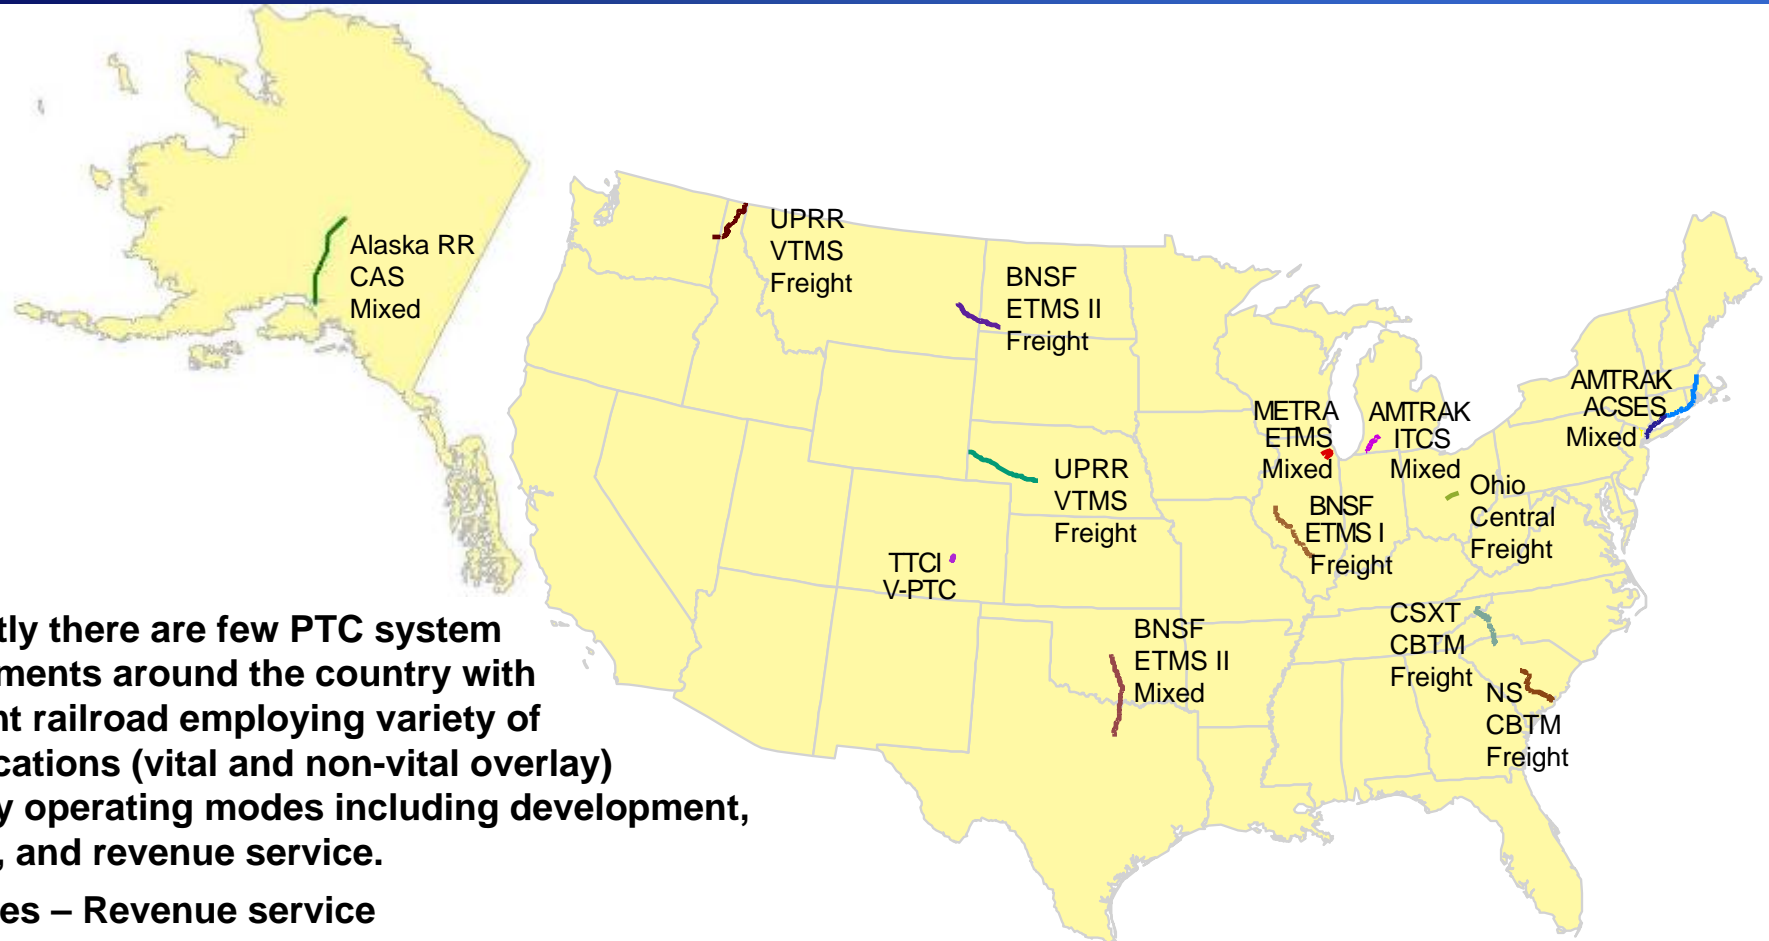 Alaska RR
CAS
Mixed
UPRR
VTMS
Freight
BNSF
ETMS II
Freight
UPRR
VTMS
Freight
TTCI
V-PTC
BNSF
ETMS II
Mixed
METRA
ETMS
Mixed
AMTRAK
ITCS
Mixed
BNSF
ETMS I
Freight
Ohio
Central
Freight
AMTRAK
ACSES
Mixed
CSXT
CBTM
Freight
NS
CBTM
Freight
tly there are few PTC system
ments around the country with
nt railroad employing variety of
cations (vital and non-vital overlay)
y operating modes including development,
, and revenue service.
es – Revenue service